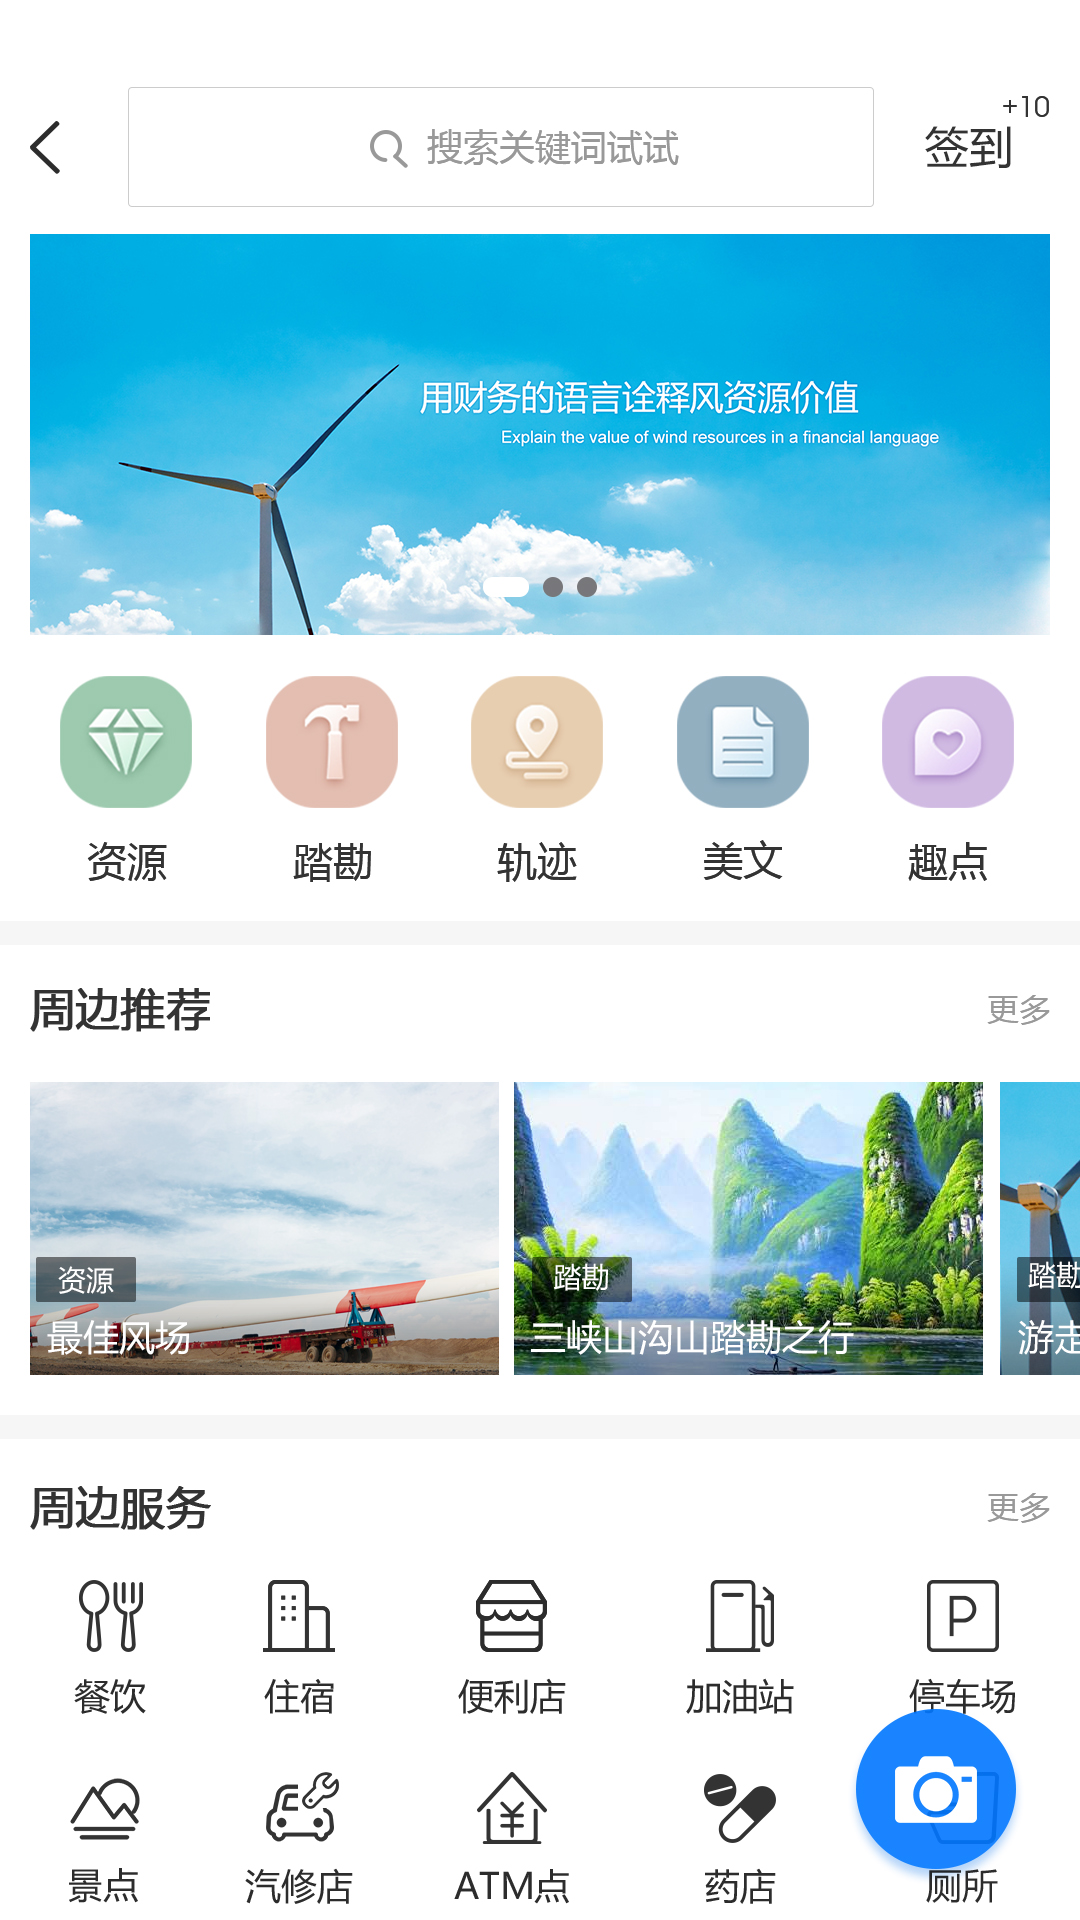 搜索关键词试试
+10
签到
用财务的语言诠释风资源价值
Explain the value of wind resources in a financial language
资源
踏勘
轨迹
美文
趣点
周边推荐
更多
资源
最佳风场
踏勘
三峡山沟山踏勘之行
踏勘
游走
周边服务
更多
餐饮
住宿
便利店
加油站
P
停车场
景点
汽修店
ATM点
药店
厕所